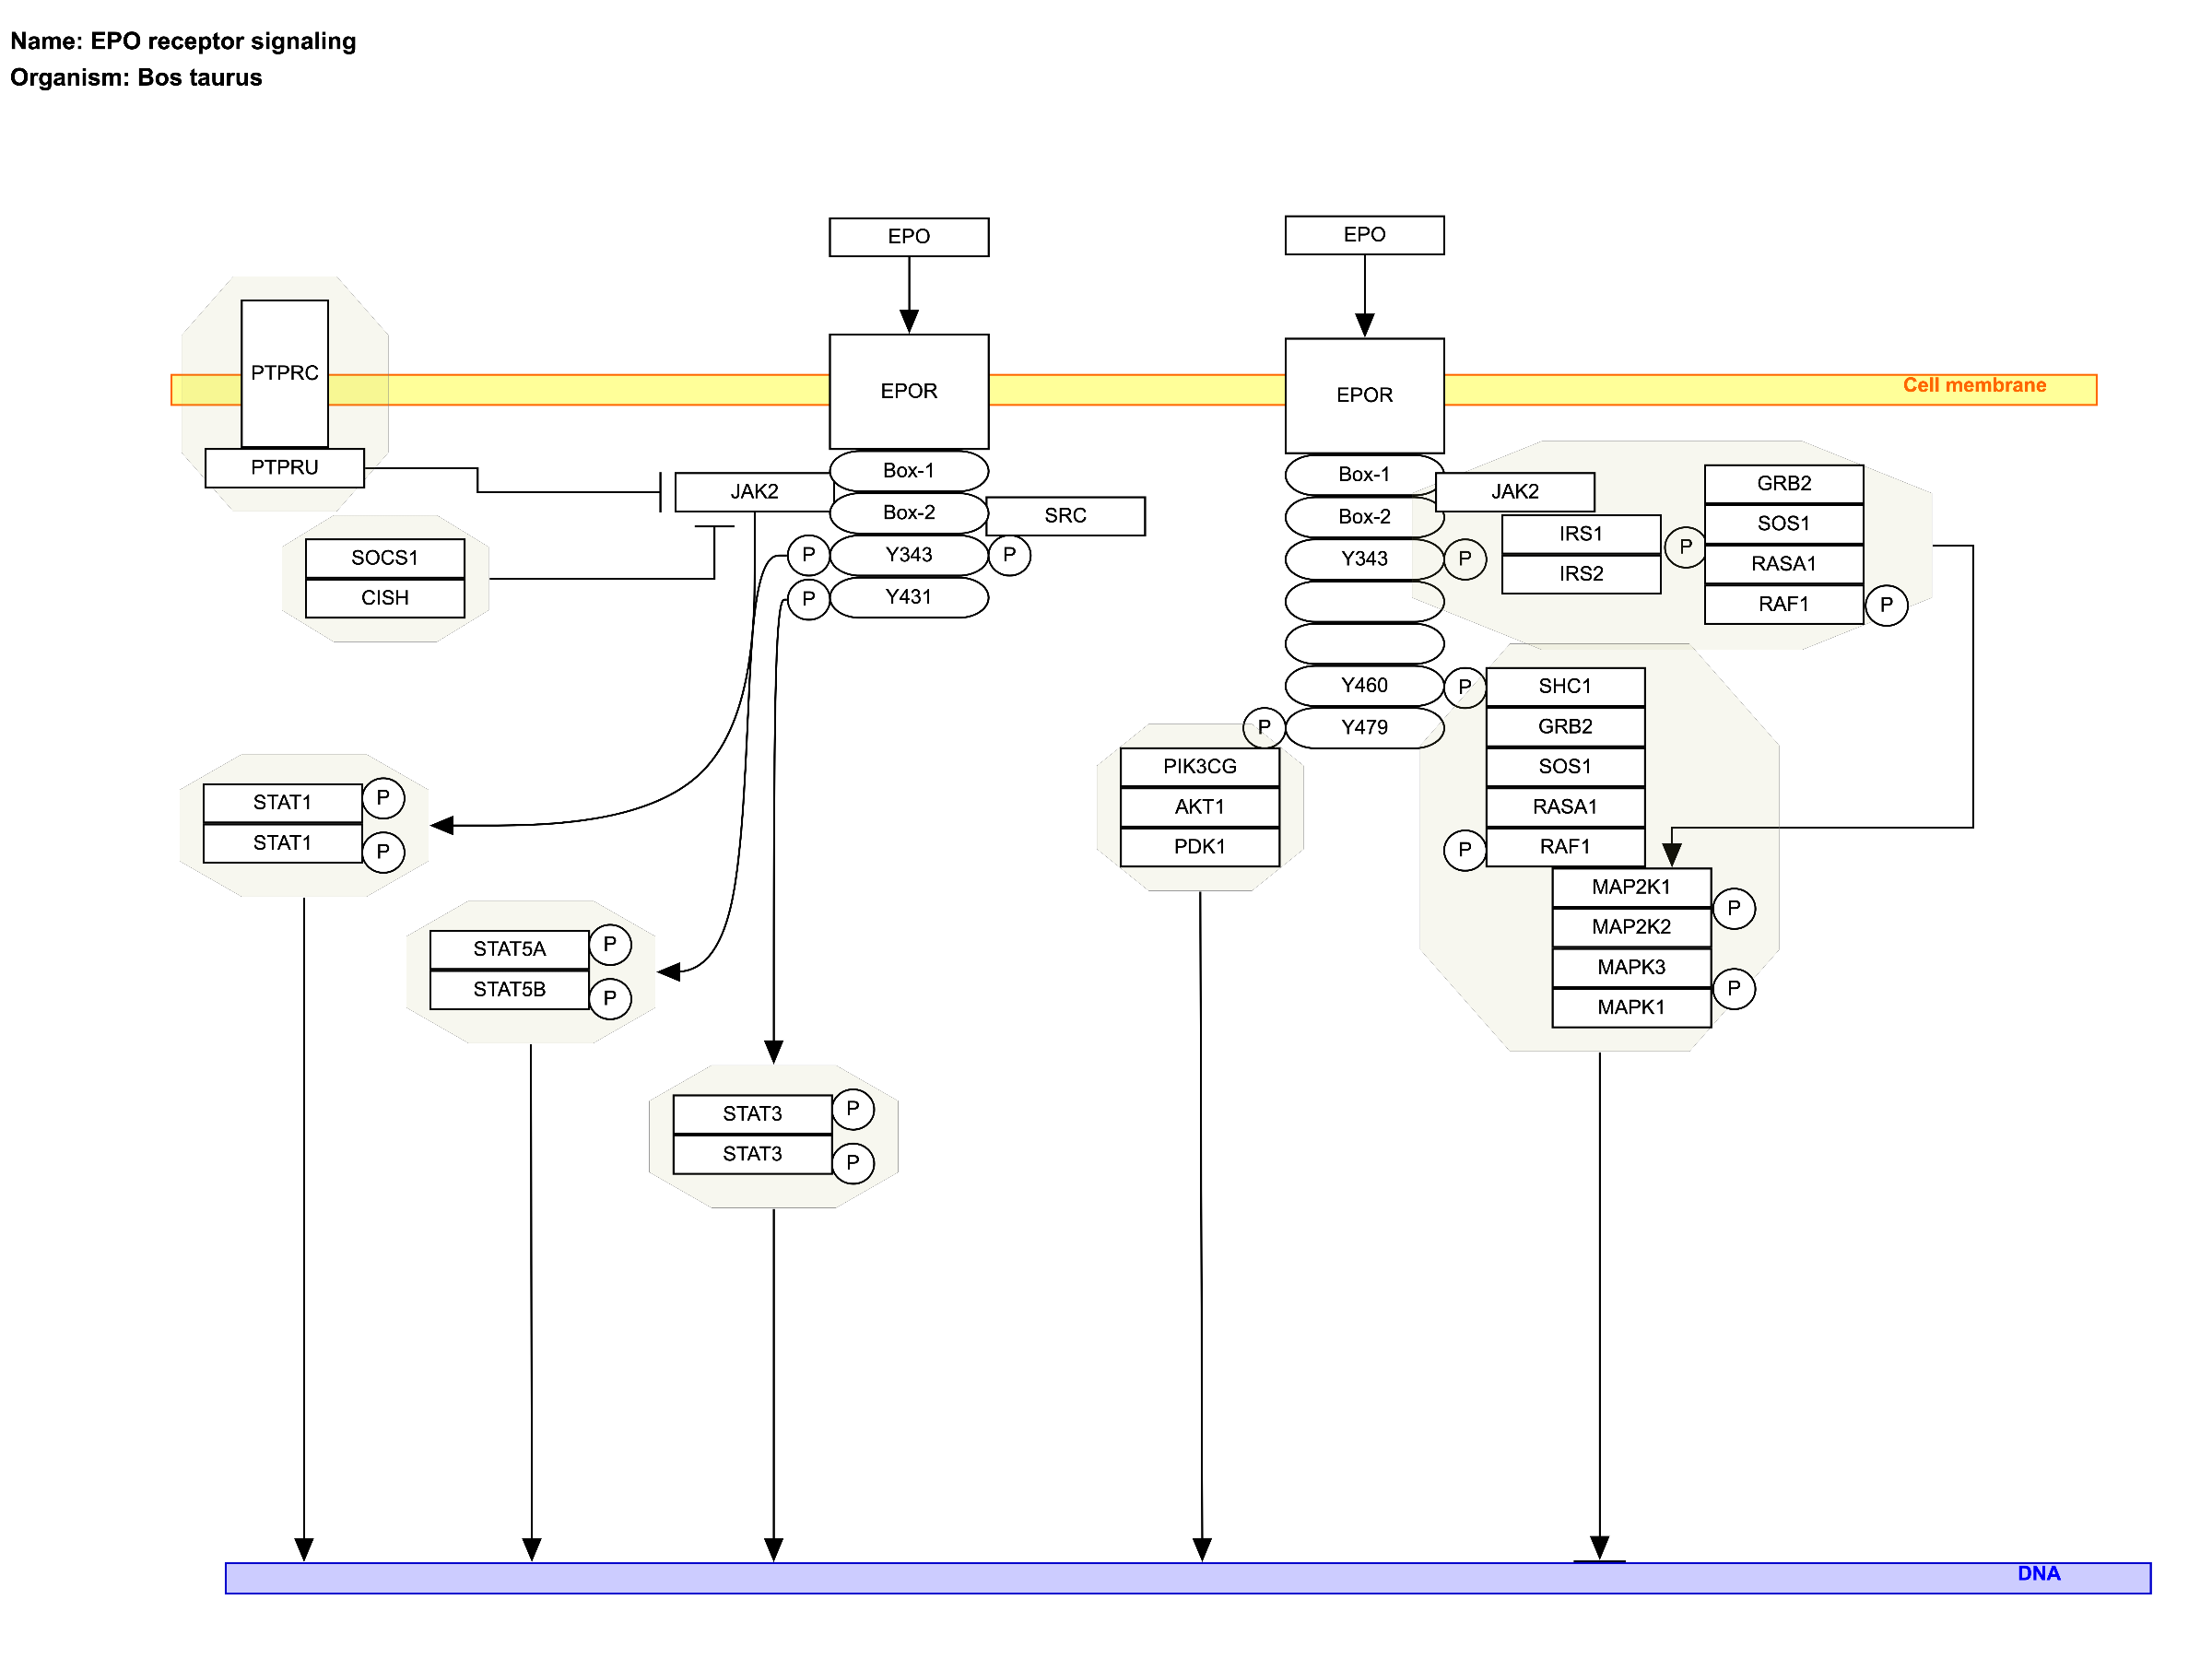 Name: EPO receptor signaling
Organism: Bos taurus
EPO
EPO
PTPRC
EPOR
EPOR
Cell membrane
PTPRU
JAK2
Box-1
Box-2
SRC
P
Y343
P
P
Y431
SOCS1
CISH
Box-1
JAK2
Box-2
Y343
P
IRS1
IRS2
P
GRB2
SOS1
RASA1
RAF1
P
Y460
P
SHC1
P
Y479
GRB2
SOS1
RASA1
P
RAF1
PIK3CG
AKT1
PDK1
MAP2K1
P
MAP2K2
MAPK3
P
MAPK1
STAT1
P
STAT1
P
STAT5A
P
STAT5B
P
STAT3
P
STAT3
P
DNA